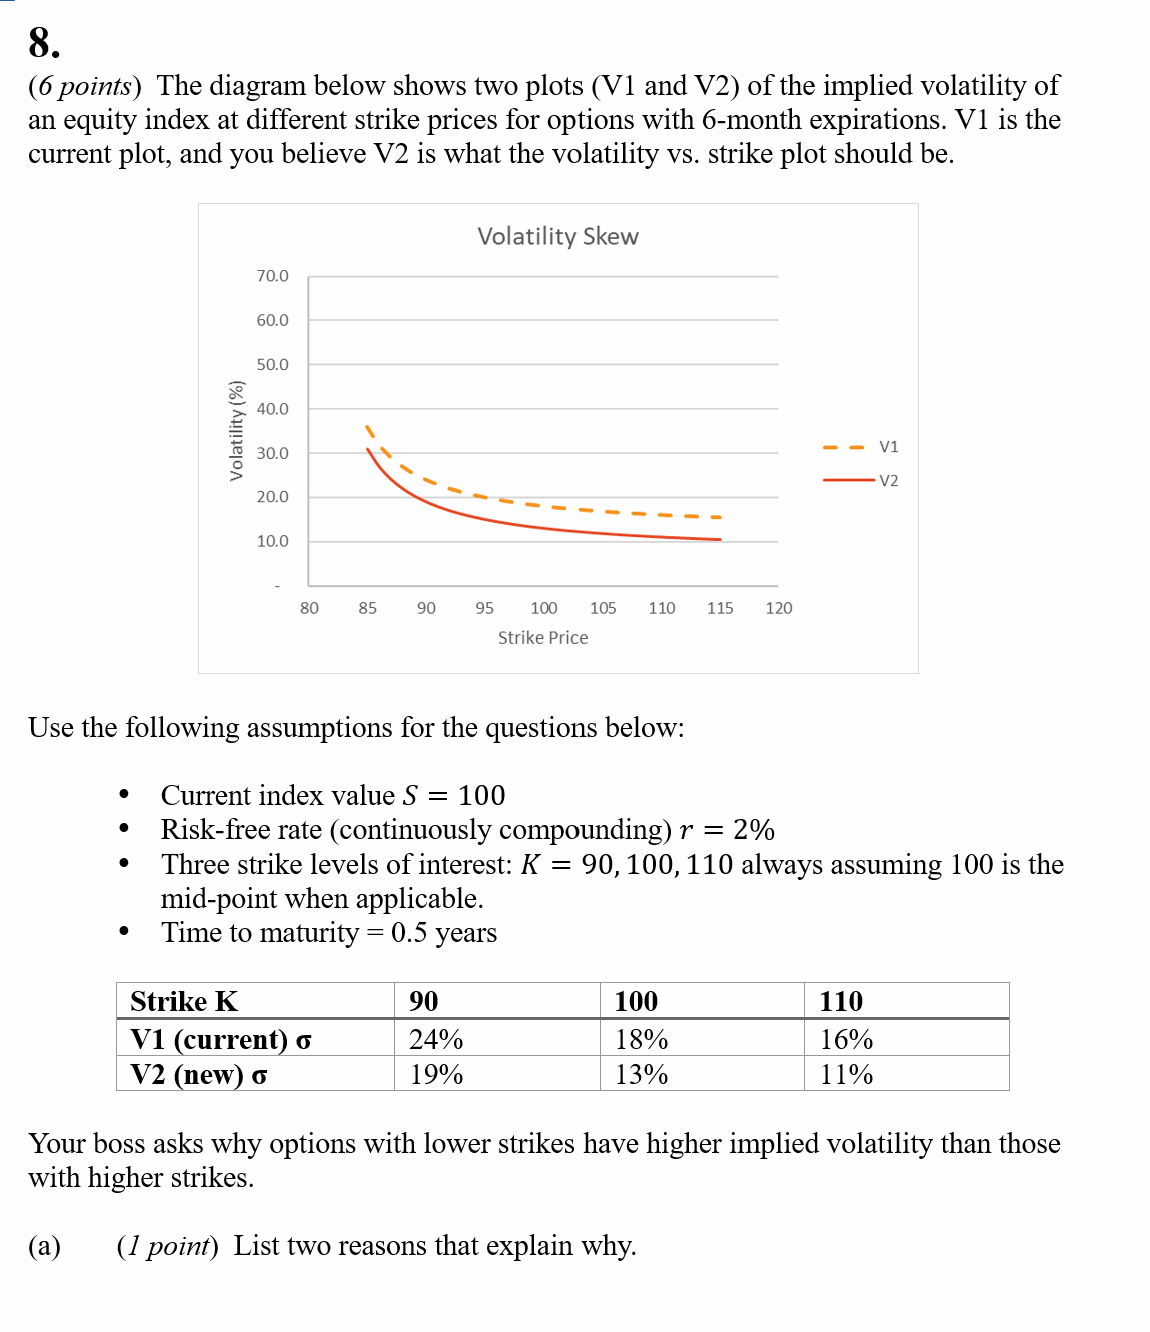 8.
(6 points) The diagram below shows two plots (V1 and V2) of the implied volatility of
an equity index at different strike prices for options with 6-month expirations. V1 is the
current plot, and you believe V2 is what the volatility vs. strike plot should be.
Volatility Skew
70.0
60.0
50.0
40.0
30.0
20.0
10.0
-
Volatility (%)
80 85 90 95 100 105 110 115 120
Strike Price
V1
V2
Use the following assumptions for the questions below:
• Current index value S = 100
• Risk-free rate (continuously compounding) r = 2%
• Three strike levels of interest: K = 90, 100, 110 always assuming 100 is the
mid-point when applicable.
• Time to maturity = 0.5 years
Strike K 90 100 110
V1 (current) σ 24% 18% 16%
V2 (new) σ 19% 13% 11%
Your boss asks why options with lower strikes have higher implied volatility than those
with higher strikes.
(a) (1 point) List two reasons that explain why.